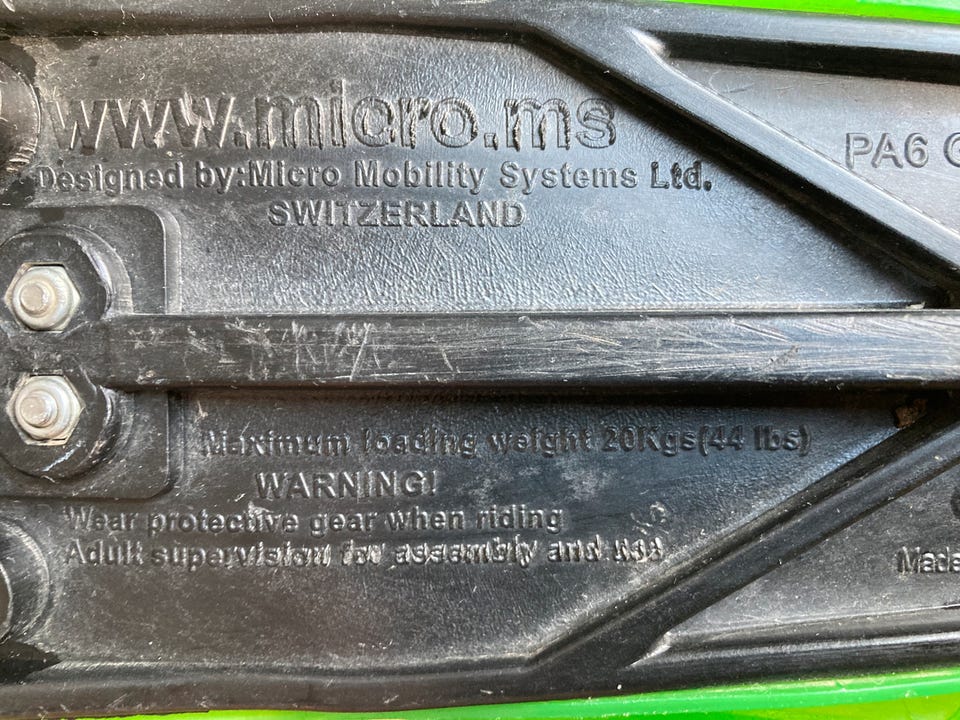 www.micro.ms
Designed by:Micro Mobility Systems Ltd.
SWITZERLAND
PA6 G
Maximum loading weight 20Kgs(44 lbs)
WARNING!
Wear protective gear when riding
Adult supervision for assembly and use
Made